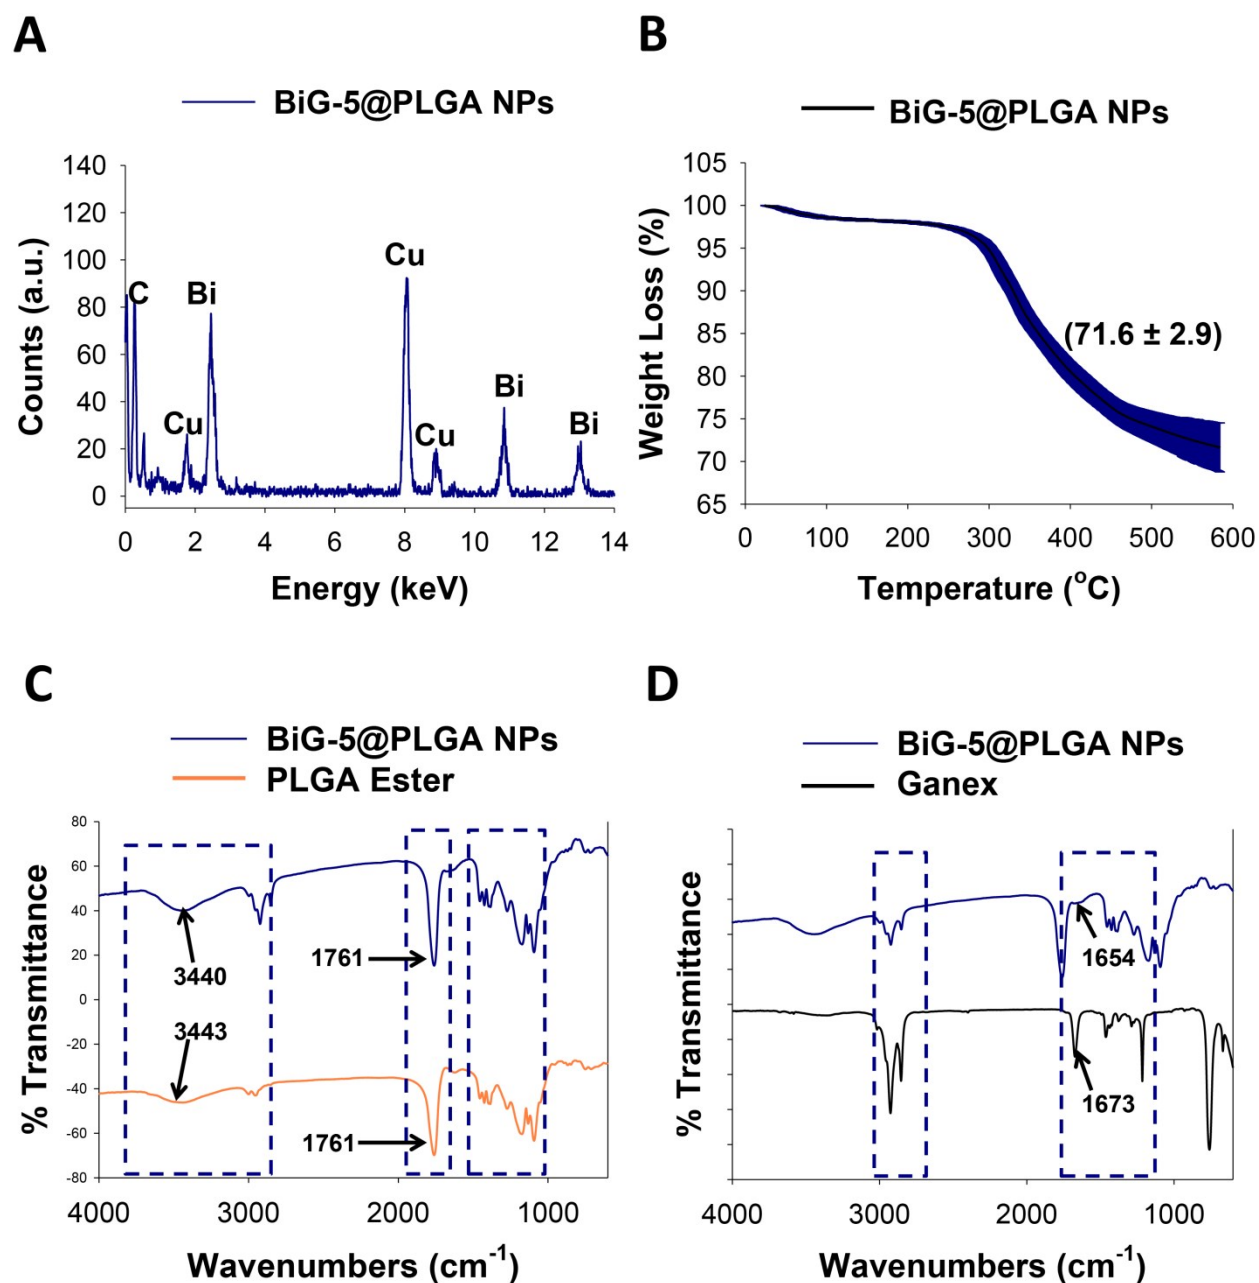 A
BiG-5@PLGA NPs
140
120
100
80
60
40
20
0
Counts (a.u.)
C
Cu
Bi
Cu
Cu
Bi
Bi
0 2 4 6 8 10 12 14
Energy (keV)
B
BiG-5@PLGA NPs
105
100
95
90
85
80
75
70
65
Weight Loss (%)
(71.6 ± 2.9)
0 100 200 300 400 500 600
Temperature (°C)
C
BiG-5@PLGA NPs
PLGA Ester
80
60
40
20
0
-20
-40
-60
-80
% Transmittance
3440
3443
1761
1761
4000 3000 2000 1000
Wavenumbers (cm⁻¹)
D
BiG-5@PLGA NPs
Ganex
% Transmittance
1654
1673
4000 3000 2000 1000
Wavenumbers (cm⁻¹)